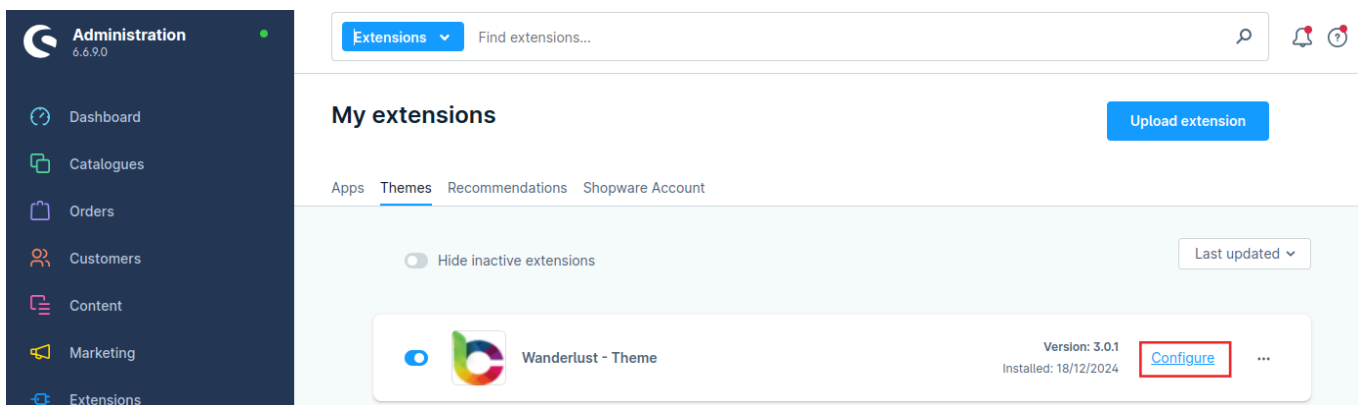 Administration
6.6.9.0
Dashboard
Catalogues
Orders
Customers
Content
Marketing
Extensions
Extensions Find extensions...
My extensions
Upload extension
Apps Themes Recommendations Shopware Account
Hide inactive extensions
Last updated
Wanderlust - Theme
Version: 3.0.1
Installed: 18/12/2024
Configure